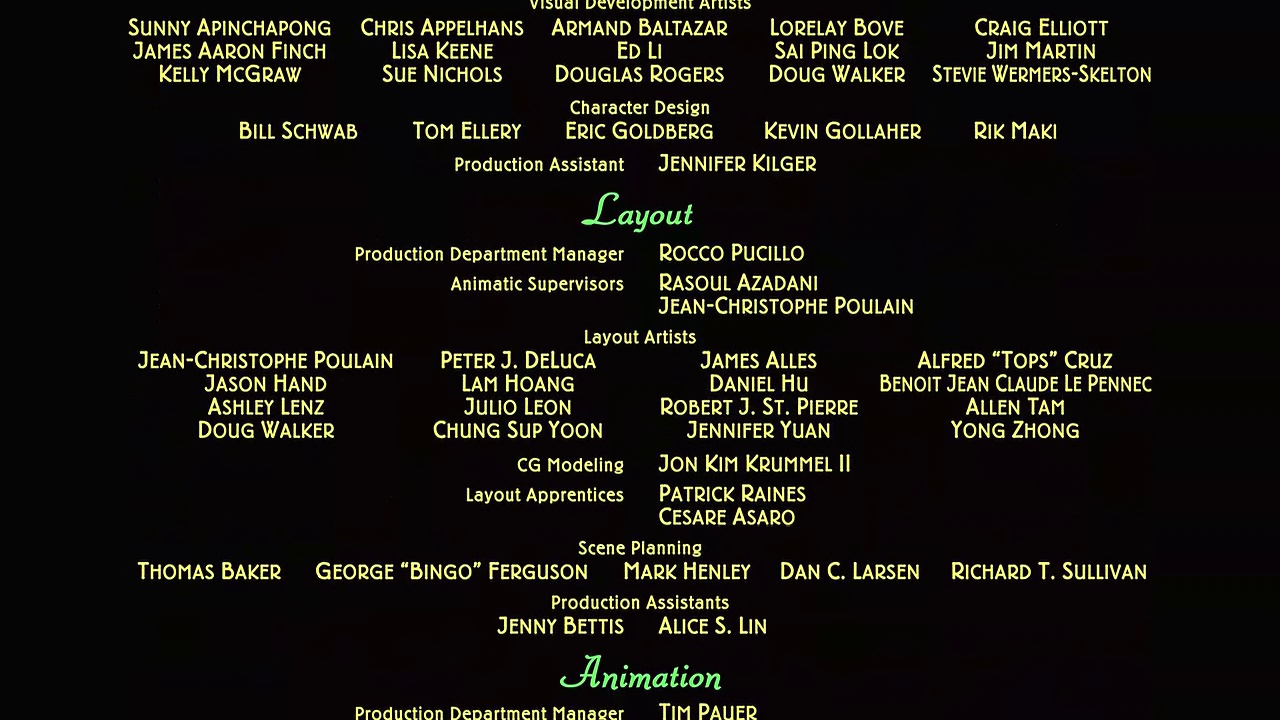 Visual Development Artists
SUNNY APINCHAPONG CHRIS APPELHANS ARMAND BALTAZAR LORELAY BOVE CRAIG ELLIOTT
JAMES AARON FINCH LISA KEENE ED LI SAI PING LOK JIM MARTIN
KELLY MCGRAW SUE NICHOLS DOUGLAS ROGERS DOUG WALKER STEVIE WERMERS-SKELTON
Character Design
BILL SCHWAB TOM ELLERY ERIC GOLDBERG KEVIN GOLLAHER RIK MAKI
Production Assistant JENNIFER KILGER
Layout
Production Department Manager ROCCO PUCILLO
Animatic Supervisors RASOUL AZADANI
JEAN-CHRISTOPHE POULAIN
Layout Artists
JEAN-CHRISTOPHE POULAIN PETER J. DELUCA JAMES ALLES ALFRED “TOPS” CRUZ
JASON HAND LAM HOANG DANIEL HU BENOIT JEAN CLAUDE LE PENNEC
ASHLEY LENZ JULIO LEON ROBERT J. ST. PIERRE ALLEN TAM
DOUG WALKER CHUNG SUP YOON JENNIFER YUAN YONG ZHONG
CG Modeling JON KIM KRUMMEL II
Layout Apprentices PATRICK RAINES
CESARE ASARO
Scene Planning
THOMAS BAKER GEORGE “BINGO” FERGUSON MARK HENLEY DAN C. LARSEN RICHARD T. SULLIVAN
Production Assistants
JENNY BETTIS ALICE S. LIN
Animation
Production Department Manager TIM PAUER